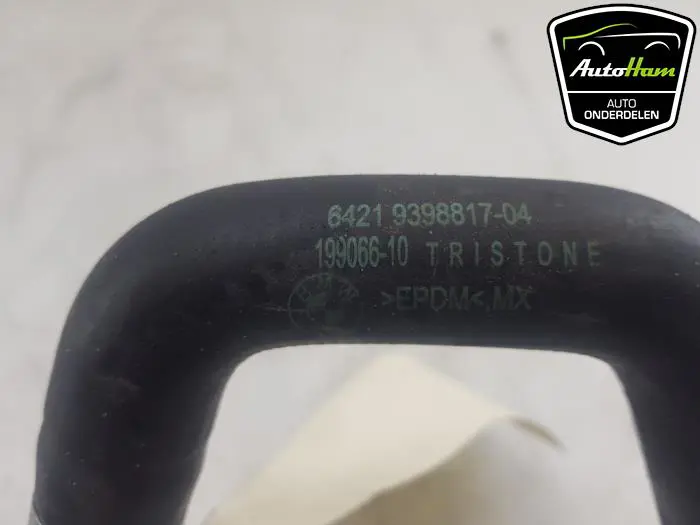 AutoHam
AUTO
ONDERDELEN
6421 9398817-04
199066-10 TRISTONE
>EPDM<,MX